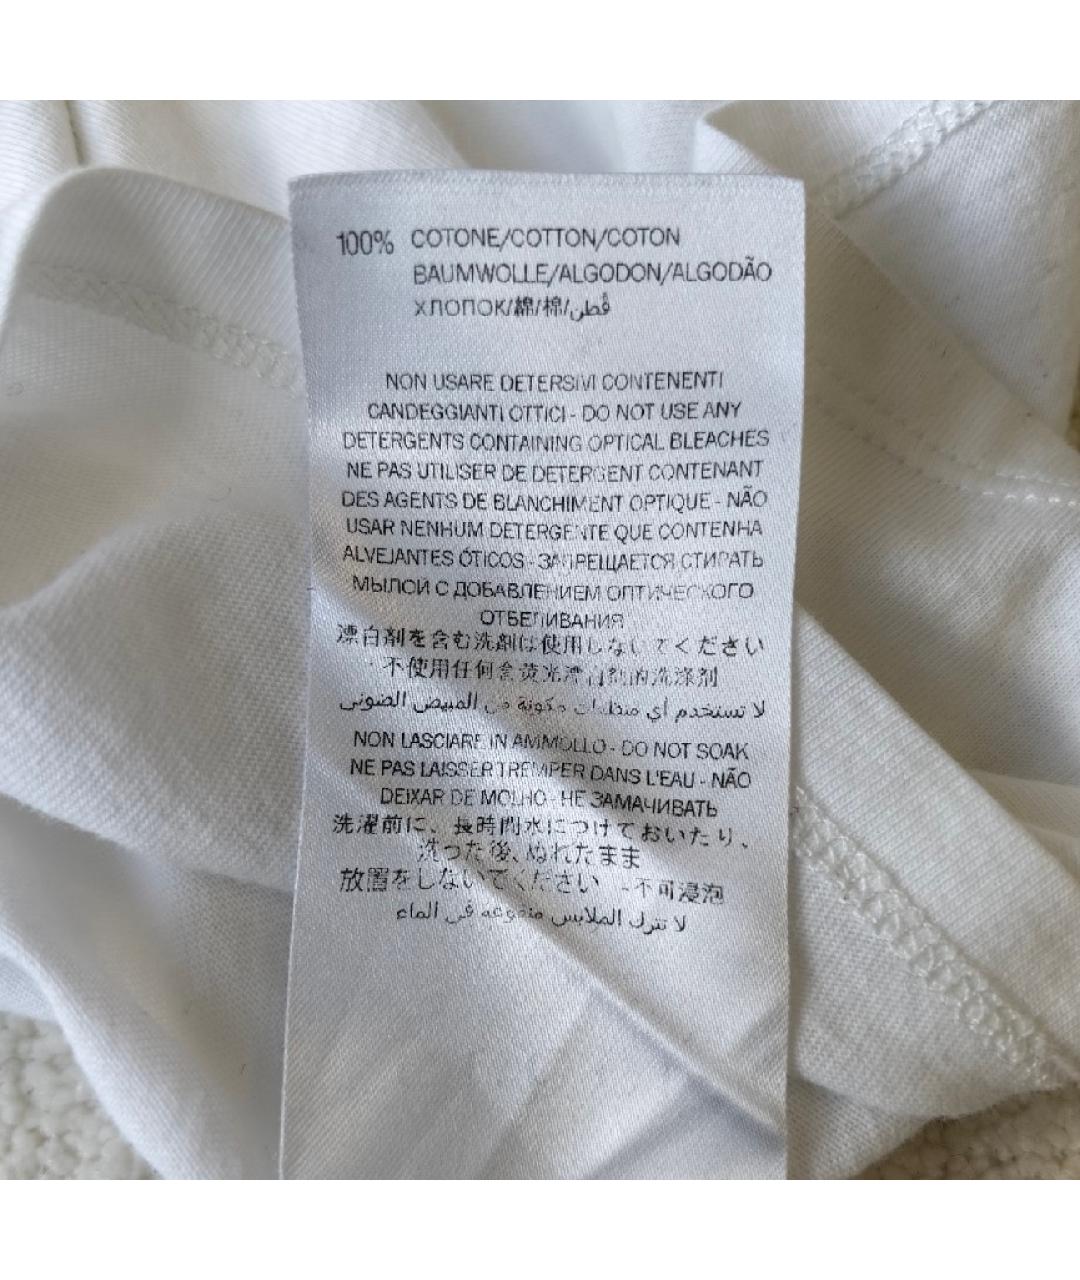 100% COTONE/COTTON/COTON
BAUMWOLLE/ALGODON/ALGODÃO
ХЛОПОК/綿/棉/قُطن
NON USARE DETERSIVI CONTENENTI
CANDEGGIANTI OTTICI - DO NOT USE ANY
DETERGENTS CONTAINING OPTICAL BLEACHES
NE PAS UTILISER DE DETERGENT CONTENANT
DES AGENTS DE BLANCHIMENT OPTIQUE - NÃO
USAR NENHUM DETERGENTE QUE CONTENHA
ALVEJANTES ÓTICOS - ЗАПРЕЩАЕТСЯ СТИРАТЬ
МЫЛОМ С ДОБАВЛЕНИЕМ ОПТИЧЕСКОГО
ОТБЕЛИВАНИЯ
漂白剤を含む洗剤は使用しないでください
- 不使用任何含荧光漂白剂的洗涤剂
لا تستخدم أي منظفات مكونة من المبيض الضوئى
NON LASCIARE IN AMMOLLO - DO NOT SOAK
NE PAS LAISSER TREMPER DANS L'EAU - NÃO
DEIXAR DE MOLHO - НЕ ЗАМАЧИВАТЬ
洗濯前に、長時間水につけておいたり、
洗った後、ぬれたまま
放置をしないでください - 不可浸泡
لا تترك الملابس منقوعة في الماء